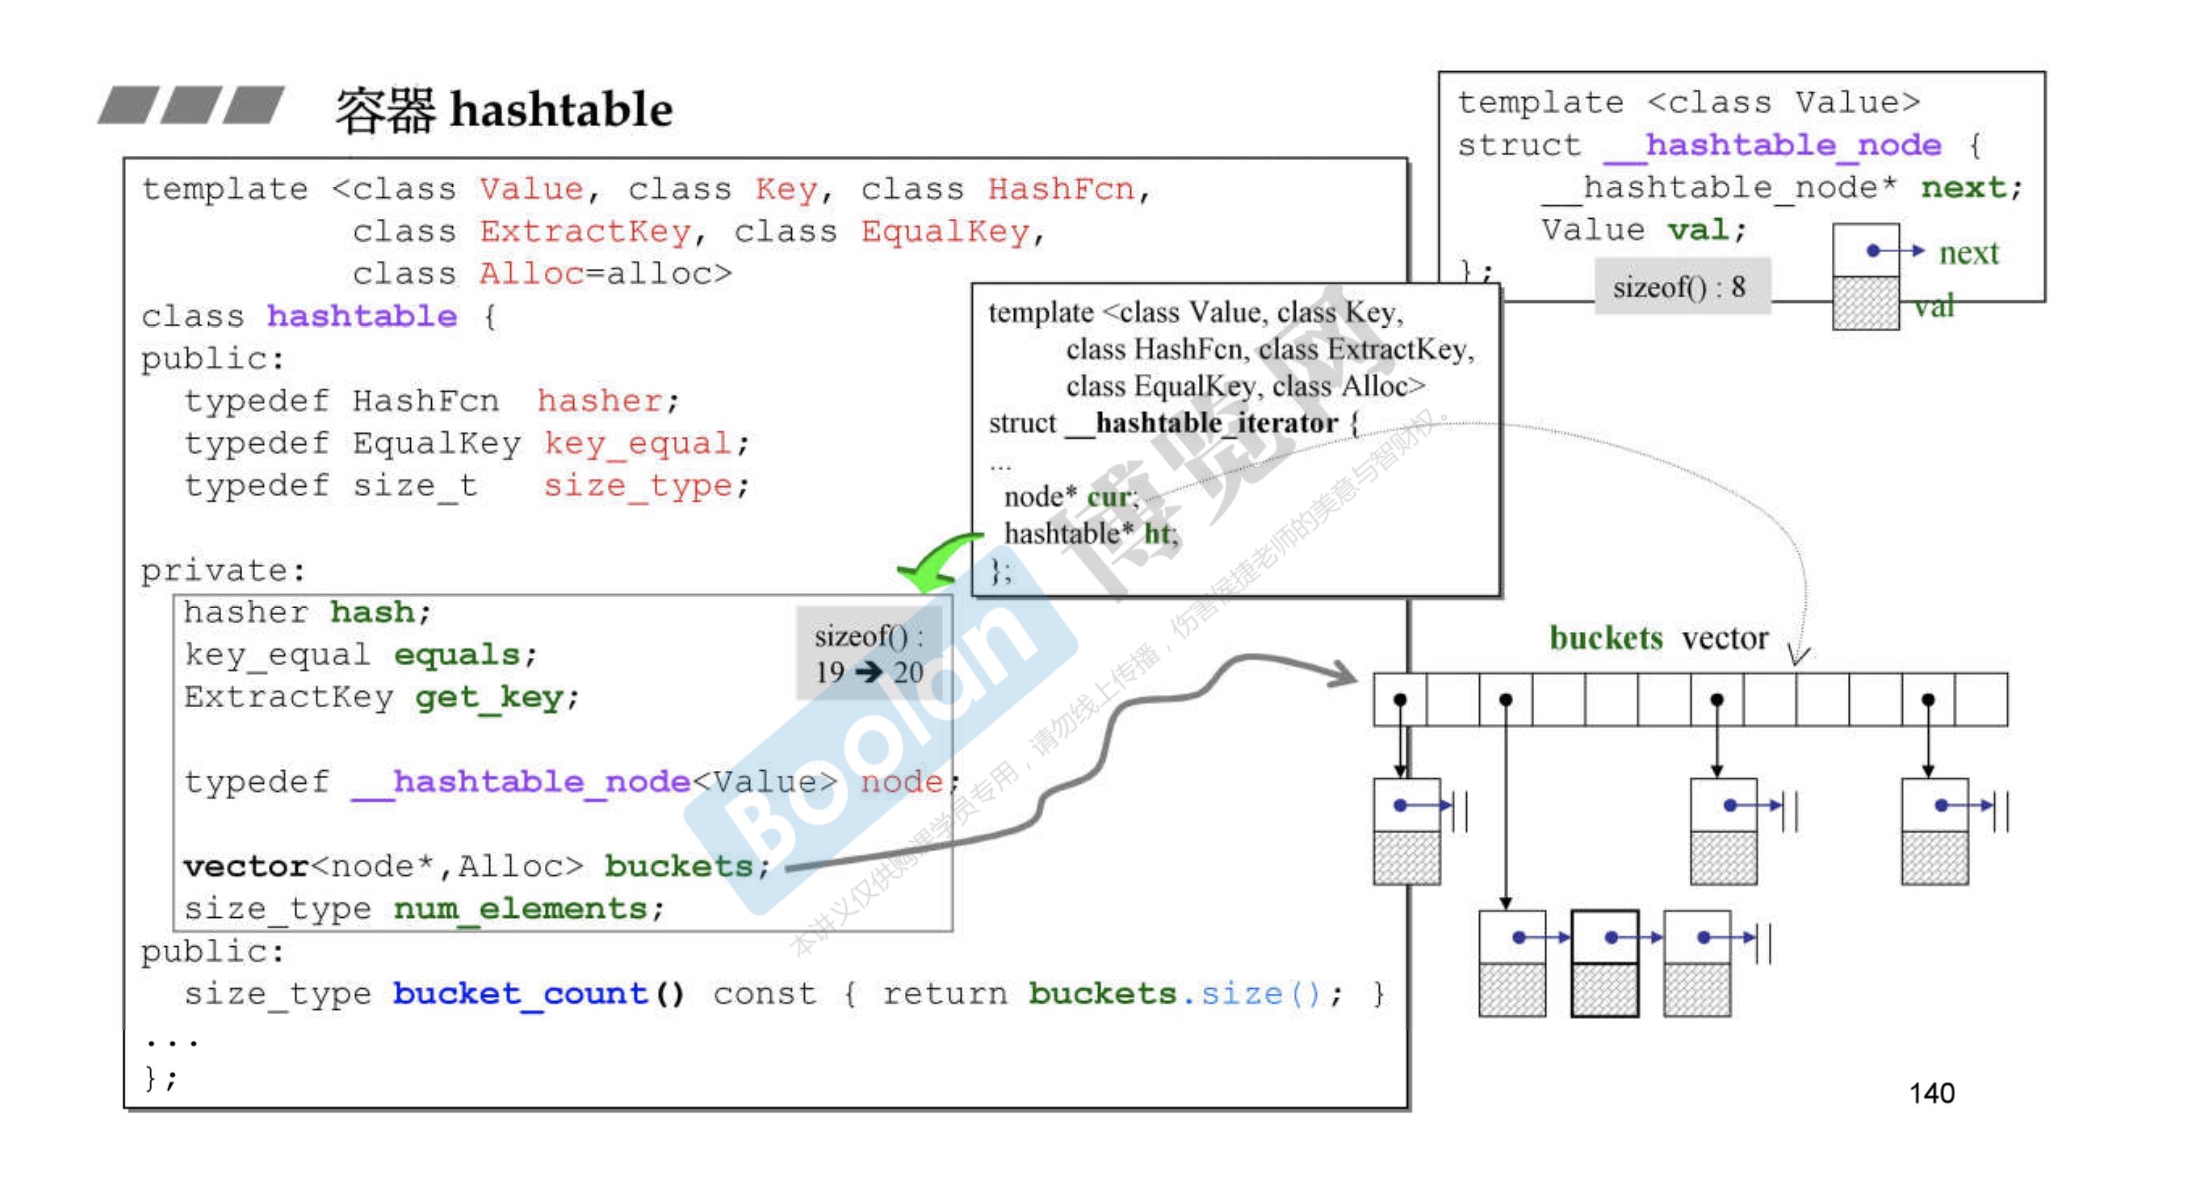 容器 hashtable
template <class Value, class Key, class HashFcn,
class ExtractKey, class EqualKey,
class Alloc=alloc>
class hashtable {
public:
typedef HashFcn hasher;
typedef EqualKey key_equal;
typedef size_t size_type;
private:
hasher hash;
key_equal equals;
ExtractKey get_key;
typedef __hashtable_node<Value> node;
vector<node*,Alloc> buckets;
size_type num_elements;
public:
size_type bucket_count() const { return buckets.size(); }
...
};
sizeof() :
19 ➔ 20
template <class Value, class Key,
class HashFcn, class ExtractKey,
class EqualKey, class Alloc>
struct __hashtable_iterator {
...
node* cur;
hashtable* ht;
};
template <class Value>
struct __hashtable_node {
__hashtable_node* next;
Value val;
};
sizeof() : 8
next
val
buckets vector
Boolan
博览网
本讲义仅供购课学员专用，请勿线上传播，伤害侯捷老师的美意与智财权。
140